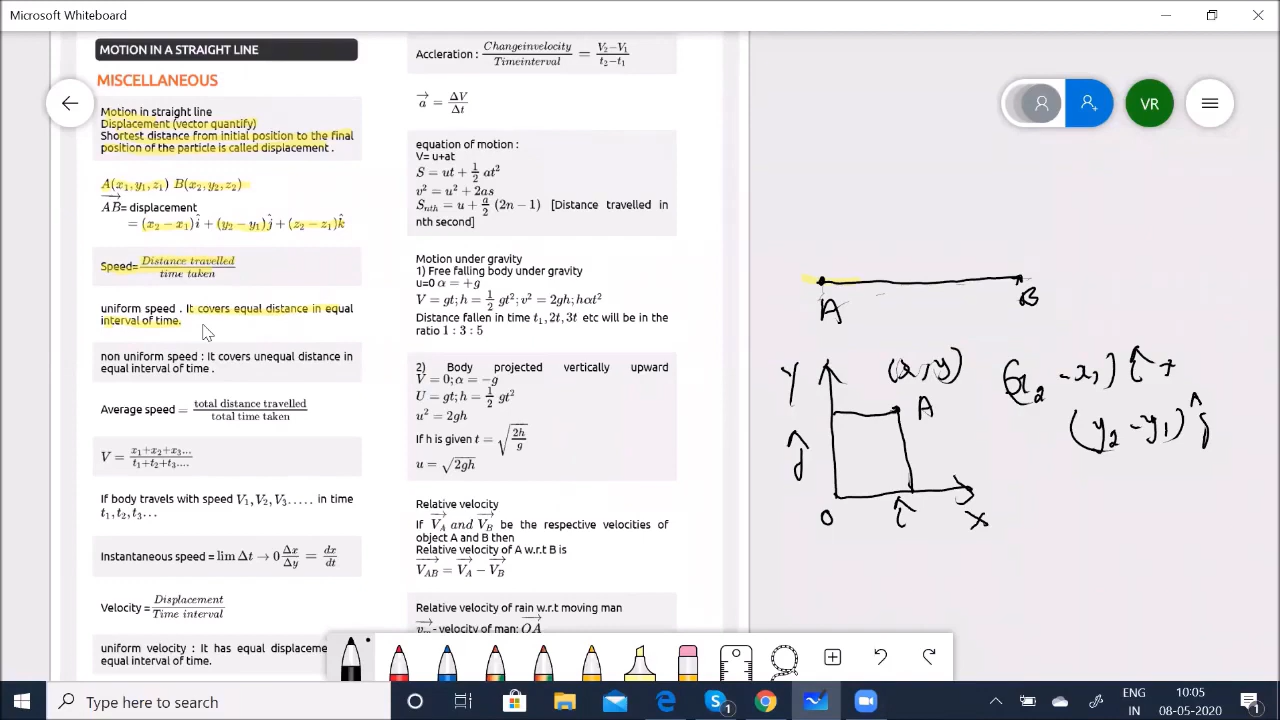 Microsoft Whiteboard
MOTION IN A STRAIGHT LINE
MISCELLANEOUS
Motion in straight line
Displacement (vector quantify)
Shortest distance from initial position to the final
position of the particle is called displacement .
A(x₁,y₁,z₁) B(x₂,y₂,z₂)
AB⃗= displacement
= (x₂ − x₁)î + (y₂ − y₁)ĵ + (z₂ − z₁)k̂
Speed= Distance travelled / time taken
uniform speed . It covers equal distance in equal
interval of time.
non uniform speed : It covers unequal distance in
equal interval of time .
Average speed = total distance travelled / total time taken
V = x₁+x₂+x₃... / t₁+t₂+t₃....
If body travels with speed V₁, V₂, V₃..... in time
t₁, t₂, t₃...
Instantaneous speed = lim Δt → 0 Δx/Δy = dx/dt
Velocity = Displacement / Time interval
uniform velocity : It has equal displaceme
equal interval of time.
Accleration : Changeinvelocity / Timeinterval = V₂−V₁ / t₂−t₁
a⃗ = ΔV / Δt
equation of motion :
V= u+at
S = ut + 1/2 at²
v² = u² + 2as
Sₙₜₕ = u + a/2 (2n − 1) [Distance travelled in
nth second]
Motion under gravity
1) Free falling body under gravity
u=0 α = +g
V = gt; h = 1/2 gt²; v² = 2gh; hαt²
Distance fallen in time t₁, 2t, 3t etc will be in the
ratio 1 : 3 : 5
2) Body projected vertically upward
V = 0; α = −g
U = gt; h = 1/2 gt²
u² = 2gh
If h is given t = √(2h/g)
u = √2gh
Relative velocity
If V⃗_A and V⃗_B be the respective velocities of
object A and B then
Relative velocity of A w.r.t B is
V⃗_AB = V⃗_A − V⃗_B
Relative velocity of rain w.r.t moving man
v⃗ₘ- velocity of man: OA⃗
VR
A B
Y (x, y) (x₂ - x₁) î +
A (y₂ - y₁) ĵ
ĵ
O î X
Type here to search
1
ENG
IN
10:05
08-05-2020
1